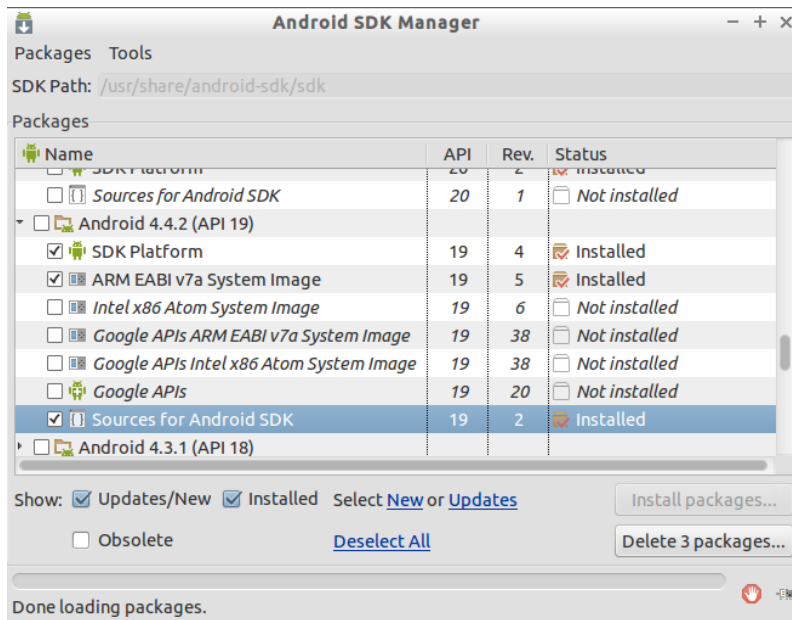 Android SDK Manager
Packages Tools
SDK Path: /usr/share/android-sdk/sdk
Packages
Name API Rev. Status
SDK Platform 20 2 Installed
Sources for Android SDK 20 1 Not installed
Android 4.4.2 (API 19)
SDK Platform 19 4 Installed
ARM EABI v7a System Image 19 5 Installed
Intel x86 Atom System Image 19 6 Not installed
Google APIs ARM EABI v7a System Image 19 38 Not installed
Google APIs Intel x86 Atom System Image 19 38 Not installed
Google APIs 19 20 Not installed
Sources for Android SDK 19 2 Installed
Android 4.3.1 (API 18)
Show: Updates/New Installed Select New or Updates Install packages...
Obsolete Deselect All Delete 3 packages...
Done loading packages.